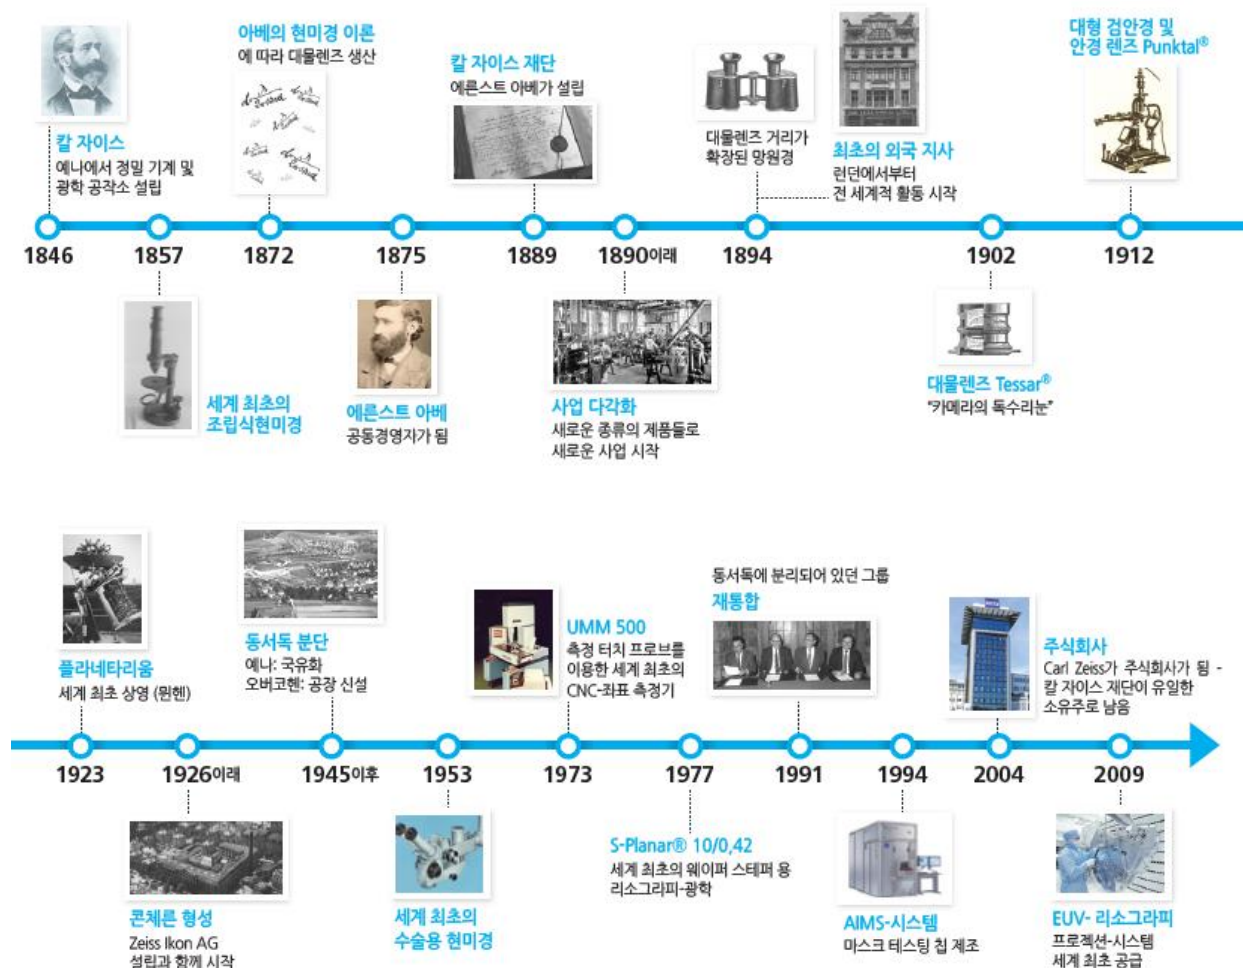 칼 자이스
예나에서 정밀 기계 및
광학 공작소 설립
아베의 현미경 이론
에 따라 대물렌즈 생산
칼 자이스 재단
에른스트 아베가 설립
대물렌즈 거리가
확장된 망원경
최초의 외국 지사
런던에서부터
전 세계적 활동 시작
대형 검안경 및
안경 렌즈 Punktal®
1846
1857
1872
1875
1889
1890이래
1894
1902
1912
세계 최초의
조립식현미경
에른스트 아베
공동경영자가 됨
사업 다각화
새로운 종류의 제품들로
새로운 사업 시작
대물렌즈 Tessar®
"카메라의 독수리눈"
플라네타리움
세계 최초 상영 (뮌헨)
동서독 분단
예나: 국유화
오버코헨: 공장 신설
UMM 500
측정 터치 프로브를
이용한 세계 최초의
CNC-좌표 측정기
동서독에 분리되어 있던 그룹
재통합
주식회사
Carl Zeiss가 주식회사가 됨 -
칼 자이스 재단이 유일한
소유주로 남음
1923
1926이래
1945이후
1953
1973
1977
1991
1994
2004
2009
콘체른 형성
Zeiss Ikon AG
설립과 함께 시작
세계 최초의
수술용 현미경
S-Planar® 10/0,42
세계 최초의 웨이퍼 스테퍼 용
리소그라피-광학
AIMS-시스템
마스크 테스팅 칩 제조
EUV- 리소그라피
프로젝션-시스템
세계 최초 공급